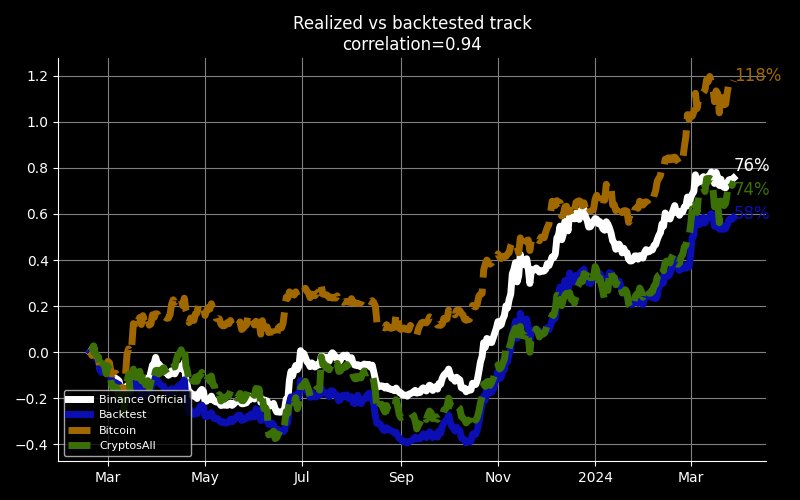 Realized vs backtested track
correlation=0.94
1.2
1.0
0.8
0.6
0.4
0.2
0.0
−0.2
−0.4
118%
76%
74%
58%
Binance Official
Backtest
Bitcoin
CryptosAll
Mar
May
Jul
Sep
Nov
2024
Mar